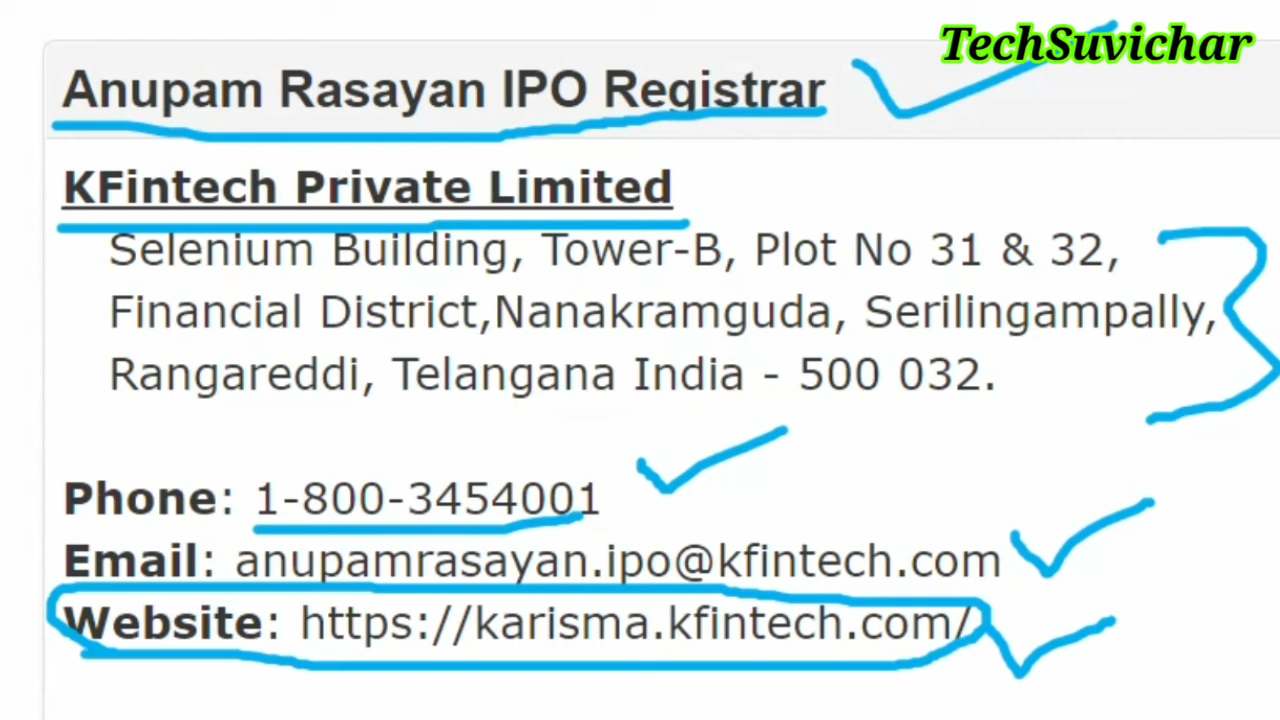 TechSuvichar
Anupam Rasayan IPO Registrar
KFintech Private Limited
Selenium Building, Tower-B, Plot No 31 & 32,
Financial District,Nanakramguda, Serilingampally,
Rangareddi, Telangana India - 500 032.
Phone: 1-800-3454001
Email: anupamrasayan.ipo@kfintech.com
Website: https://karisma.kfintech.com/